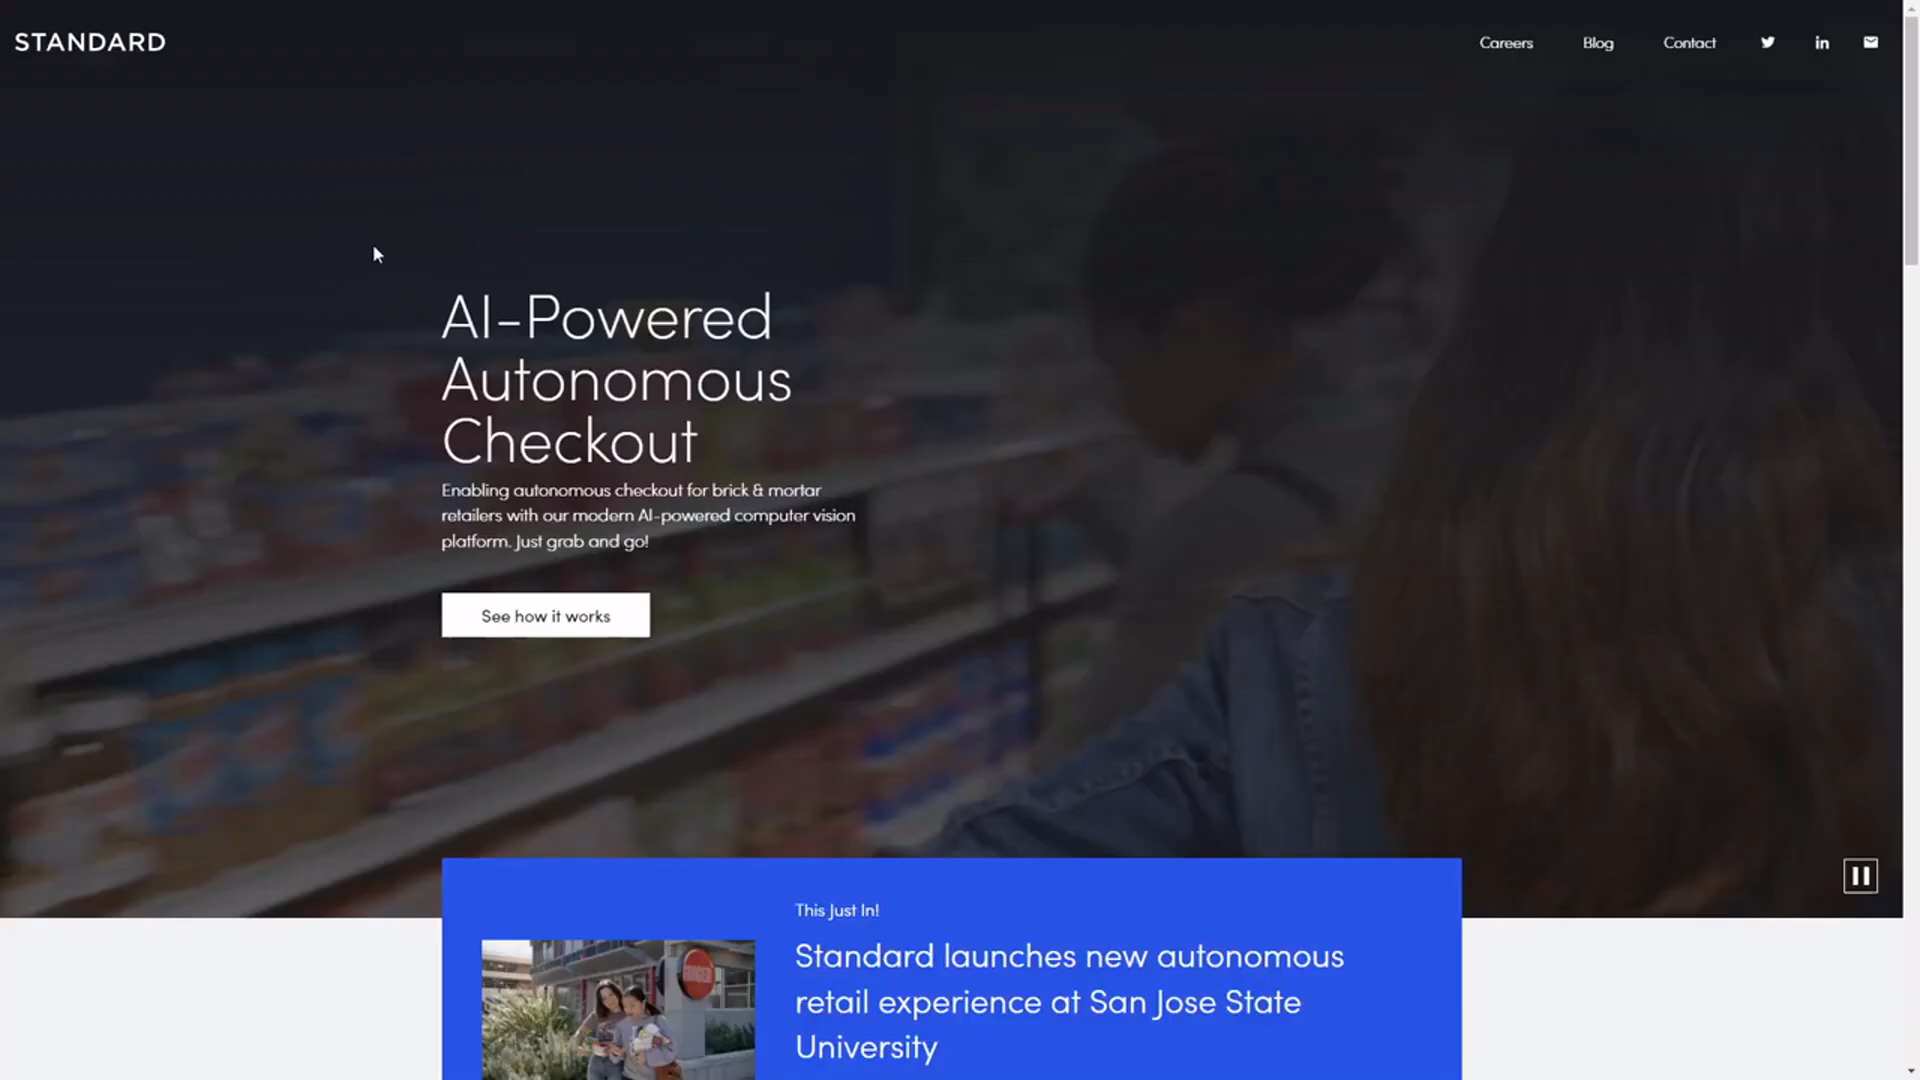 STANDARD
Careers
Blog
Contact
AI-Powered
Autonomous
Checkout
Enabling autonomous checkout for brick & mortar
retailers with our modern AI-powered computer vision
platform. Just grab and go!
See how it works
This Just In!
Standard launches new autonomous
retail experience at San Jose State
University